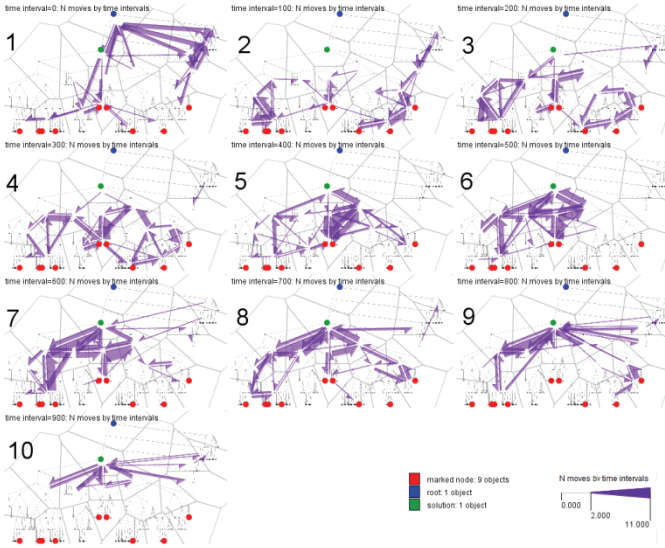 time interval=0: N moves by time intervals
1
time interval=100: N moves by time intervals
2
time interval=200: N moves by time intervals
3
time interval=300: N moves by time intervals
4
time interval=400: N moves by time intervals
5
time interval=500: N moves by time intervals
6
time interval=600: N moves by time intervals
7
time interval=700: N moves by time intervals
8
time interval=800: N moves by time intervals
9
time interval=900: N moves by time intervals
10
marked node: 9 objects
root: 1 object
solution: 1 object
N moves by time intervals
0.000
2.000
11.000